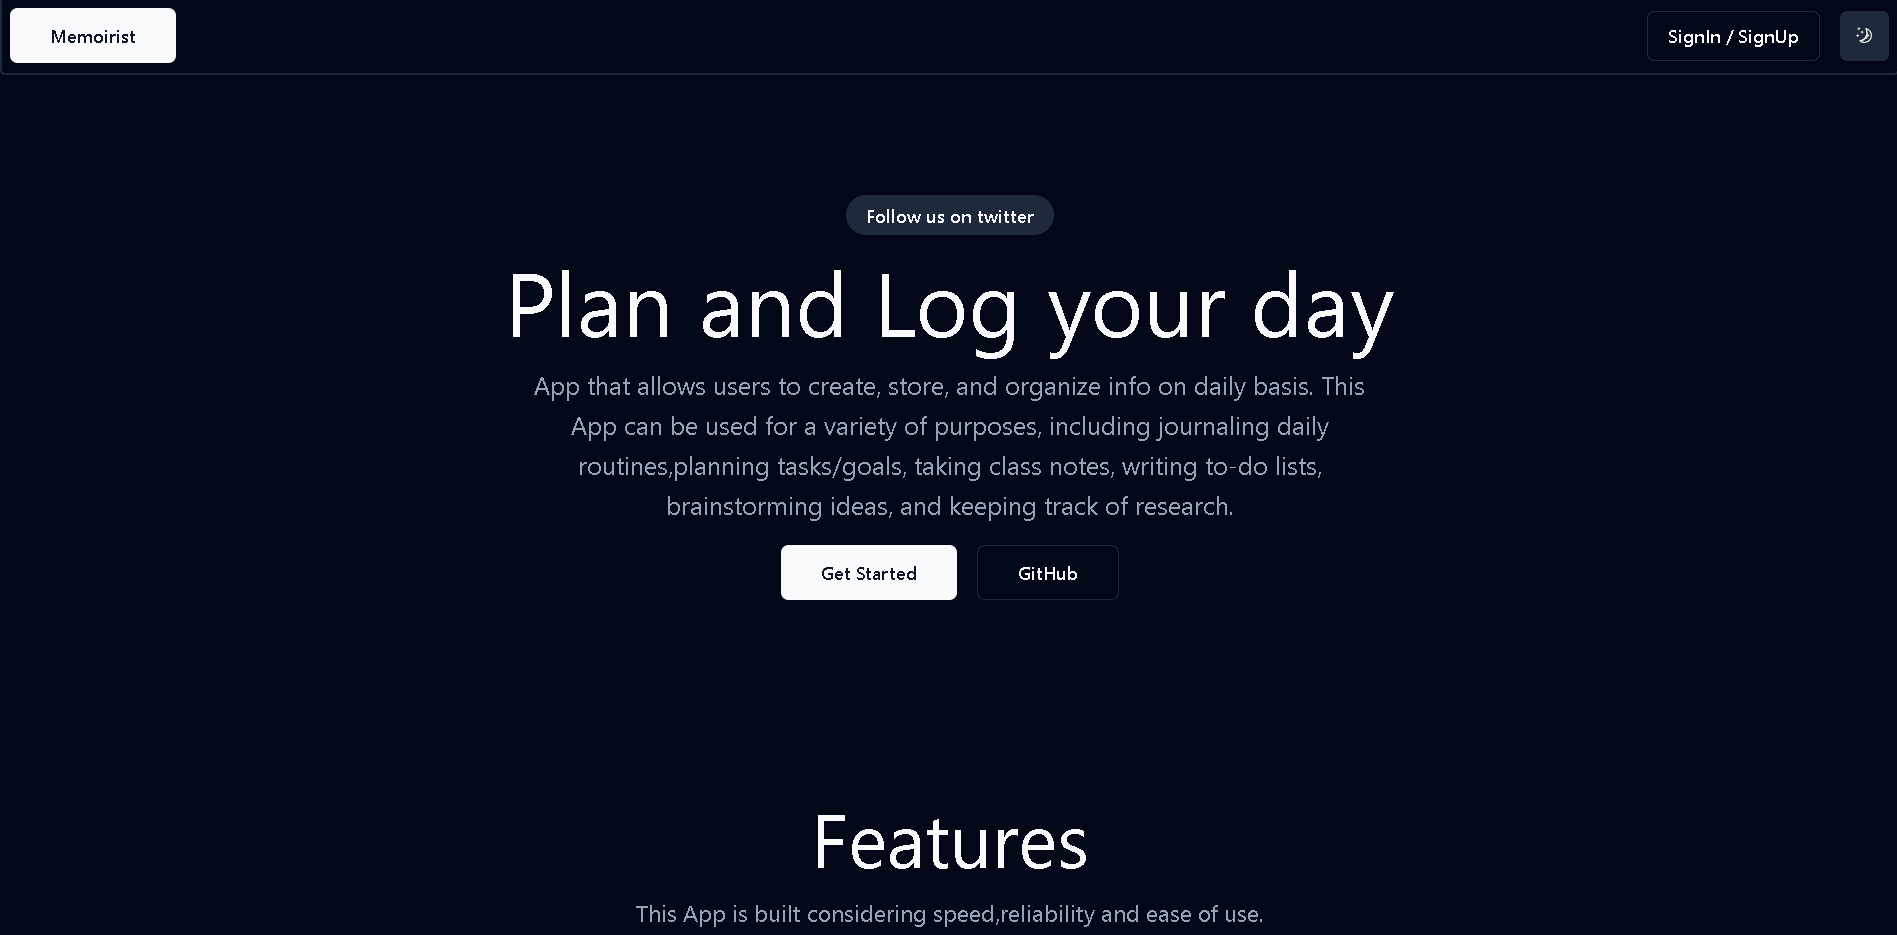 Memoirist
SignIn / SignUp
Follow us on twitter
Plan and Log your day
App that allows users to create, store, and organize info on daily basis. This
App can be used for a variety of purposes, including journaling daily
routines,planning tasks/goals, taking class notes, writing to-do lists,
brainstorming ideas, and keeping track of research.
Get Started
GitHub
Features
This App is built considering speed,reliability and ease of use.